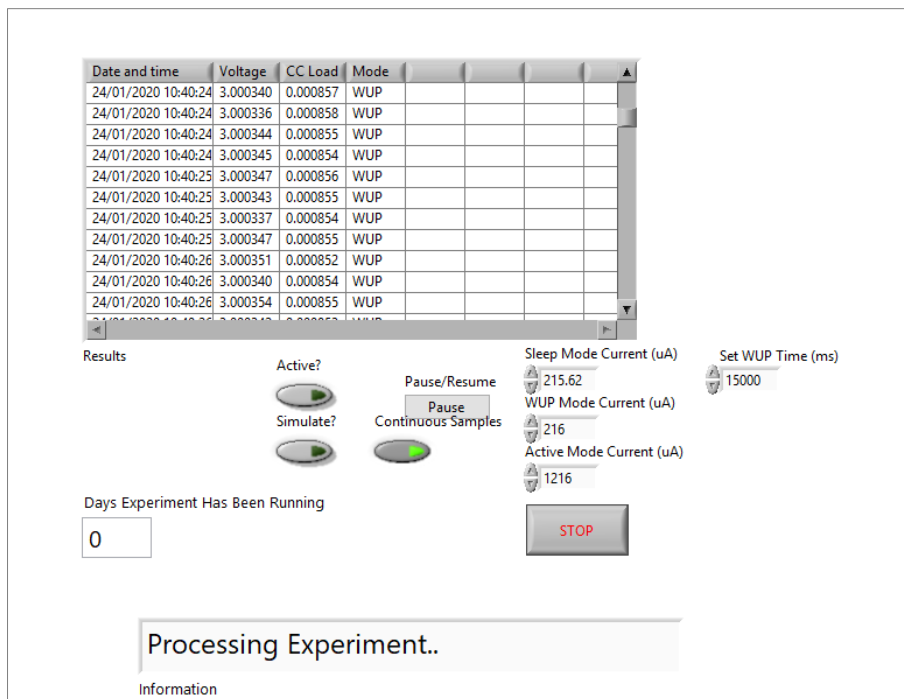 Date and time Voltage CC Load Mode
24/01/2020 10:40:24 3.000340 0.000857 WUP
24/01/2020 10:40:24 3.000336 0.000858 WUP
24/01/2020 10:40:24 3.000344 0.000855 WUP
24/01/2020 10:40:24 3.000345 0.000854 WUP
24/01/2020 10:40:25 3.000347 0.000856 WUP
24/01/2020 10:40:25 3.000343 0.000855 WUP
24/01/2020 10:40:25 3.000337 0.000854 WUP
24/01/2020 10:40:25 3.000347 0.000855 WUP
24/01/2020 10:40:26 3.000351 0.000852 WUP
24/01/2020 10:40:26 3.000340 0.000854 WUP
24/01/2020 10:40:26 3.000354 0.000855 WUP
Results
Active?
Simulate?
Pause/Resume
Pause
Continuous Samples
Sleep Mode Current (uA)
215.62
WUP Mode Current (uA)
216
Active Mode Current (uA)
1216
Set WUP Time (ms)
15000
Days Experiment Has Been Running
0
STOP
Processing Experiment..
Information